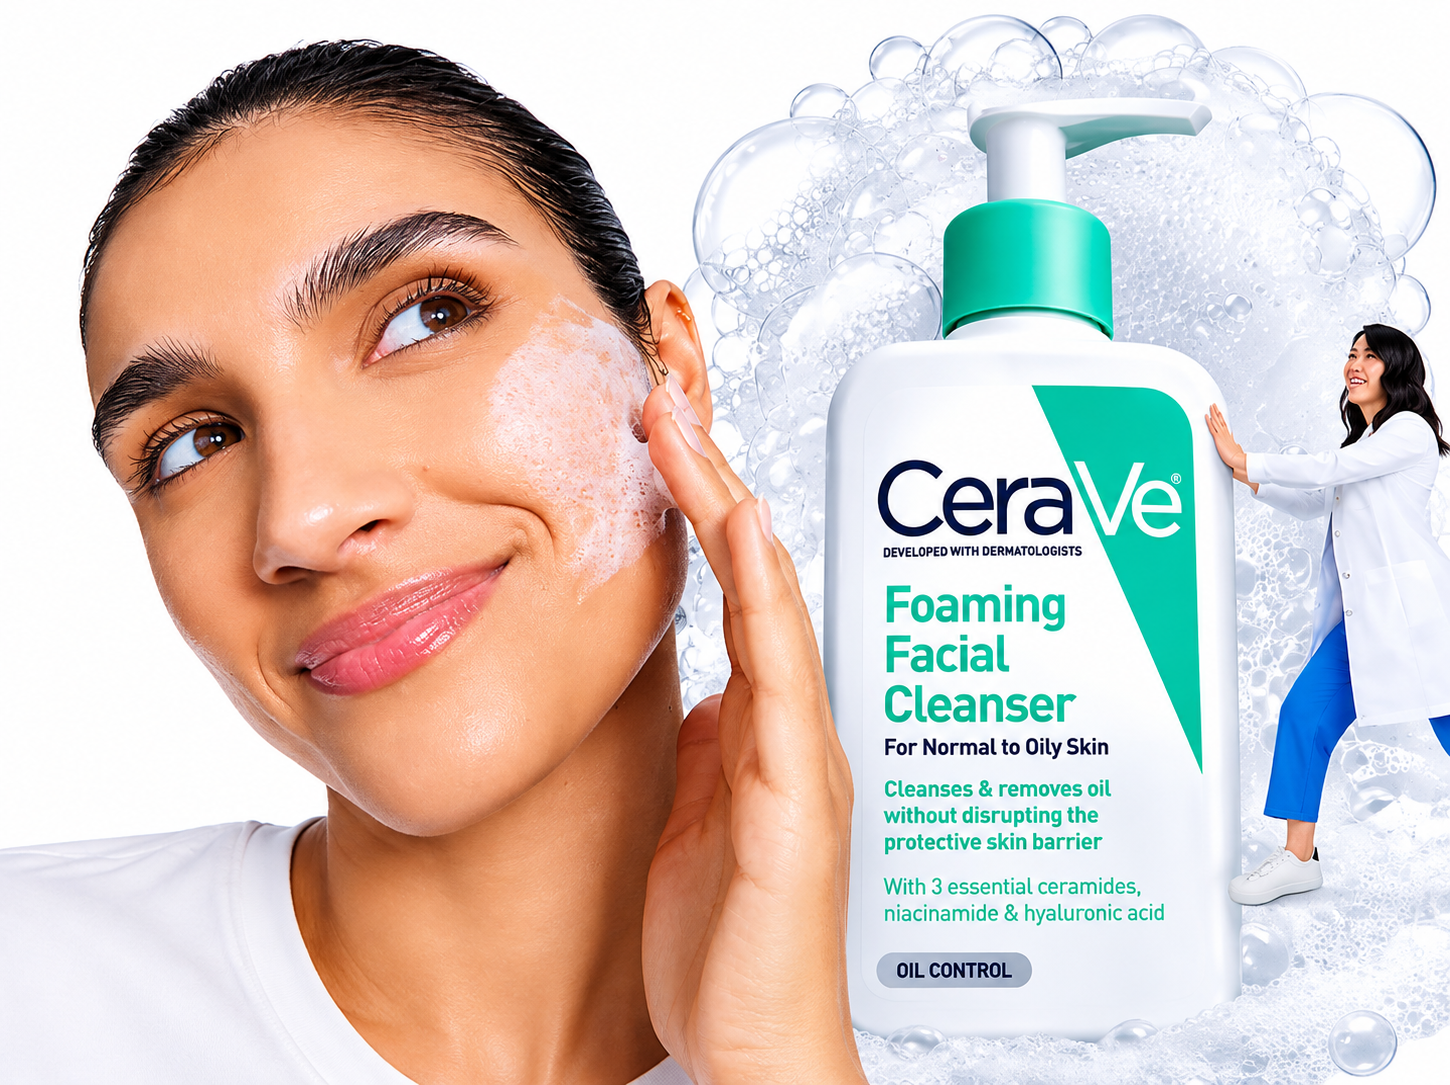 CeraVe®
DEVELOPED WITH DERMATOLOGISTS
Foaming
Facial
Cleanser
For Normal to Oily Skin
Cleanses & removes oil
without disrupting the
protective skin barrier
With 3 essential ceramides,
niacinamide & hyaluronic acid
OIL CONTROL